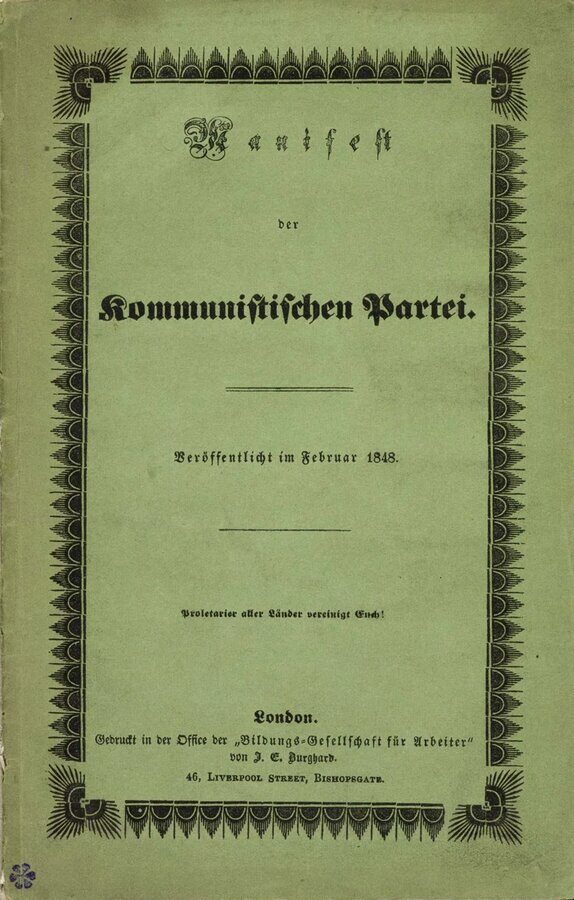 Manifest
der
Kommunistischen Partei.
Veröffentlicht im Februar 1848.
Proletarier aller Länder vereinigt Euch!
London.
Gedruckt in der Office der „Bildungs-Gesellschaft für Arbeiter"
von J. E. Burghard.
46, LIVERPOOL STREET, BISHOPSGATE.